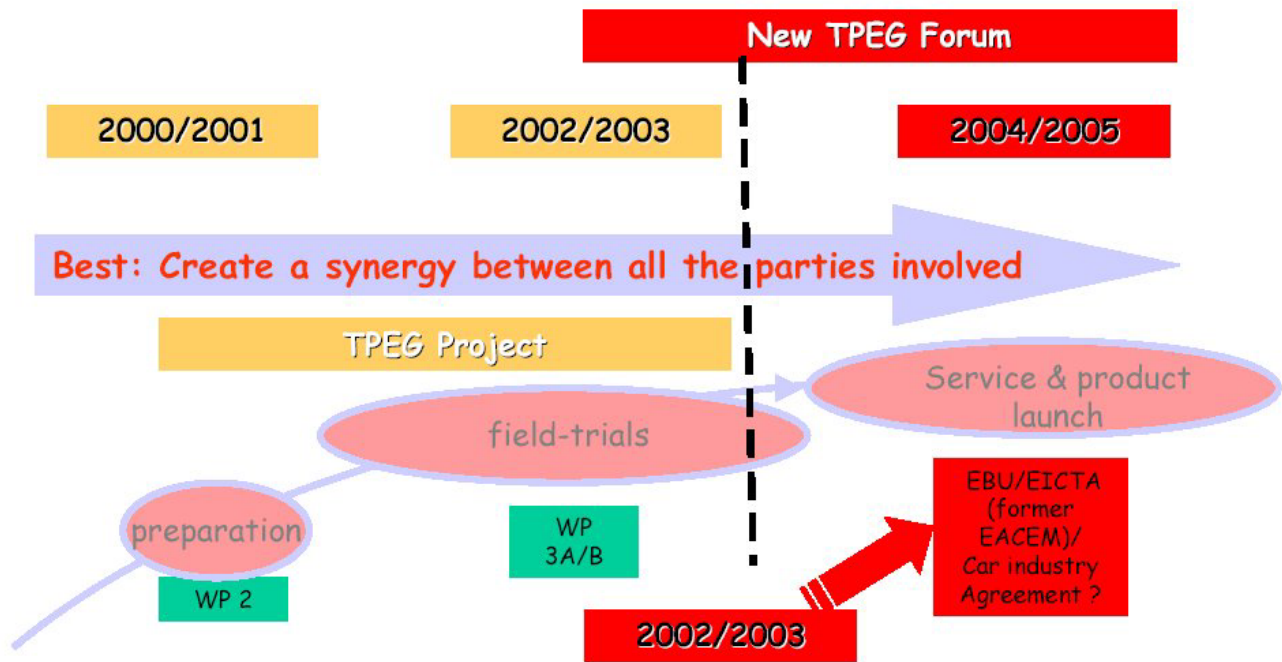 New TPEG Forum
2000/2001
2002/2003
2004/2005
Best: Create a synergy between all the parties involved
TPEG Project
Service & product
launch
field-trials
preparation
WP 2
WP
3A/B
EBU/EICTA
(former
EACEM)/
Car industry
Agreement ?
2002/2003